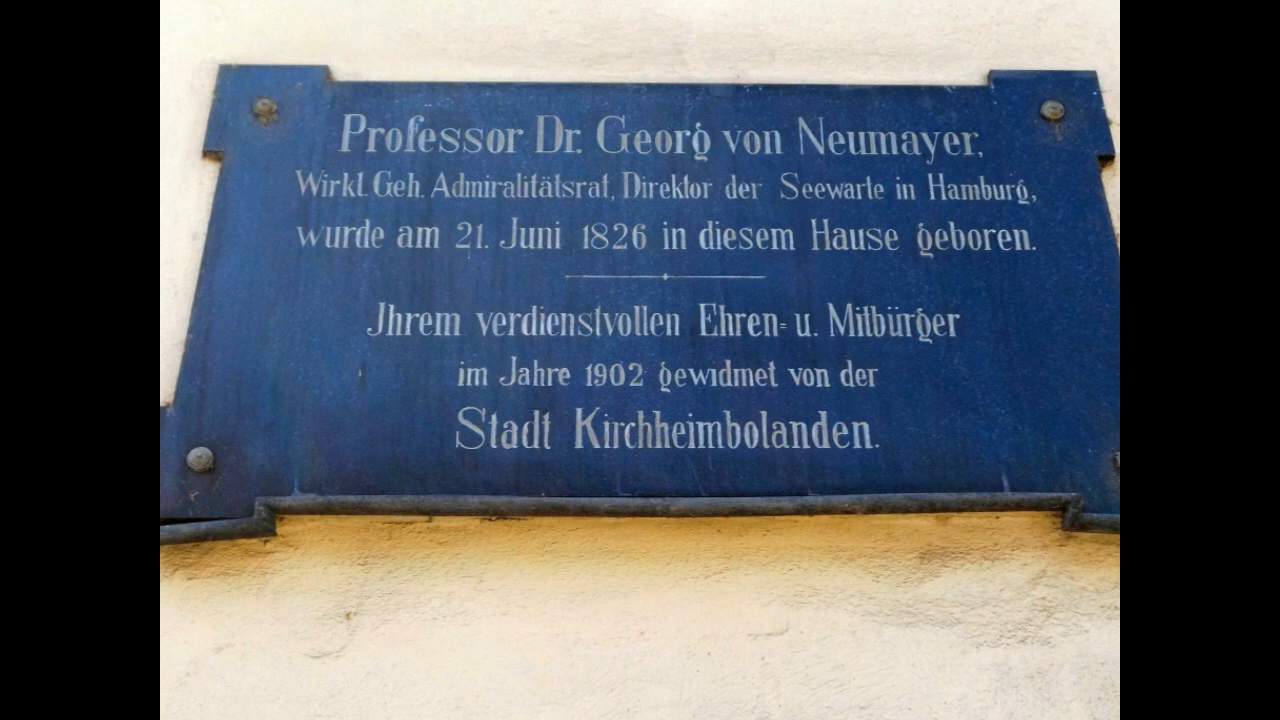 Professor Dr. Georg von Neumayer,
Wirkl. Geh. Admiralitätsrat, Direktor der Seewarte in Hamburg,
wurde am 21. Juni 1826 in diesem Hause geboren.
Jhrem verdienstvollen Ehren= u. Mitbürger
im Jahre 1902 gewidmet von der
Stadt Kirchheimbolanden.